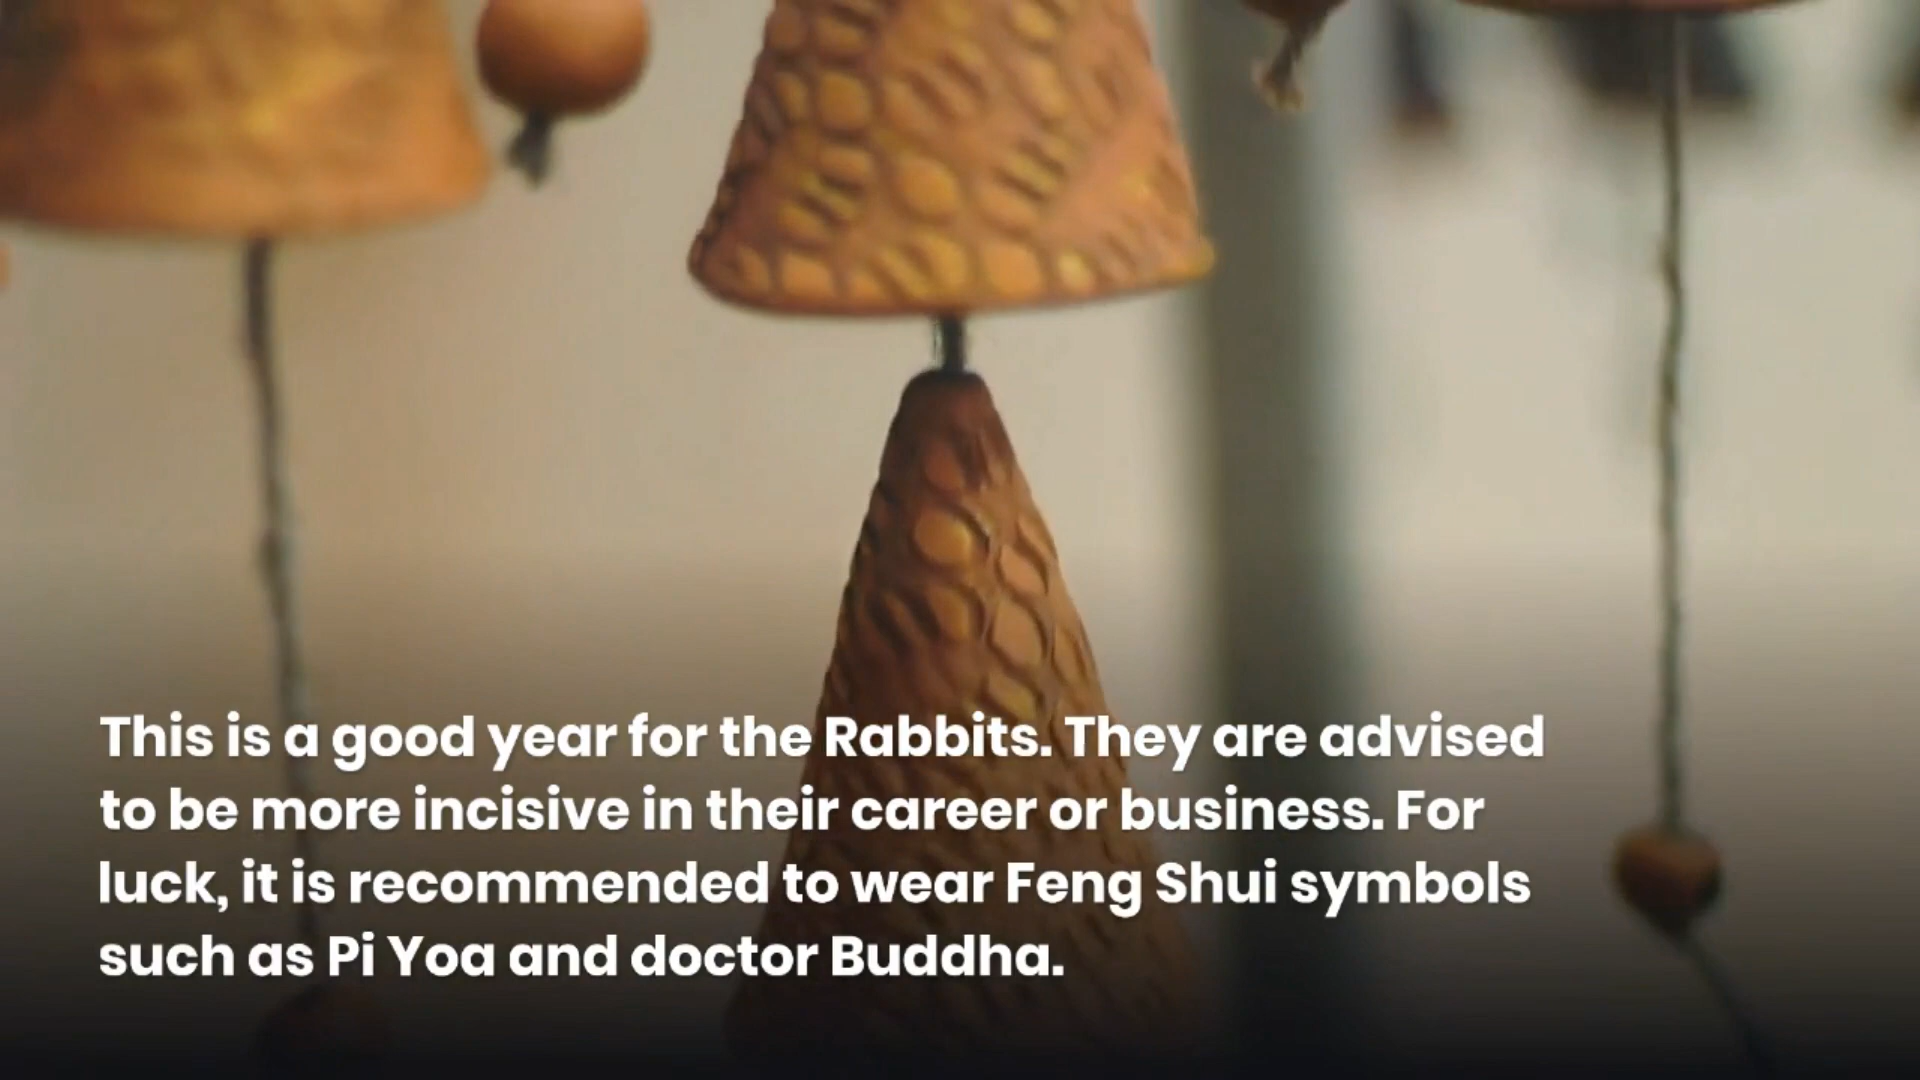 This is a good year for the Rabbits. They are advised
to be more incisive in their career or business. For
luck, it is recommended to wear Feng Shui symbols
such as Pi Yoa and doctor Buddha.